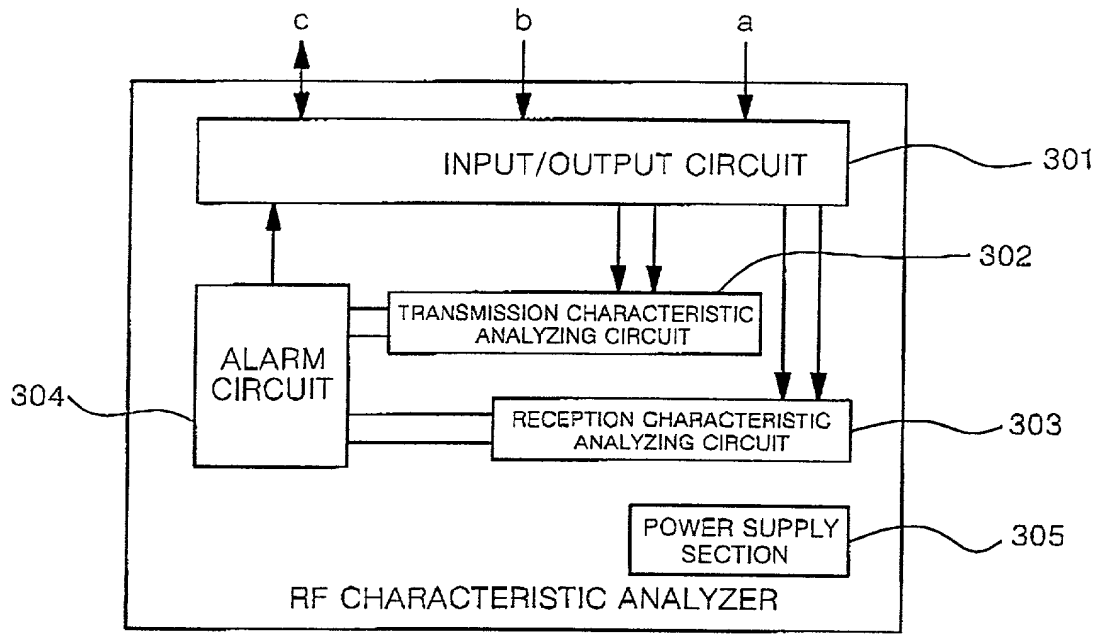 c
b
a
INPUT/OUTPUT CIRCUIT
301
302
TRANSMISSION CHARACTERISTIC
ANALYZING CIRCUIT
ALARM
CIRCUIT
304
RECEPTION CHARACTERISTIC
ANALYZING CIRCUIT
303
POWER SUPPLY
SECTION
305
RF CHARACTERISTIC ANALYZER